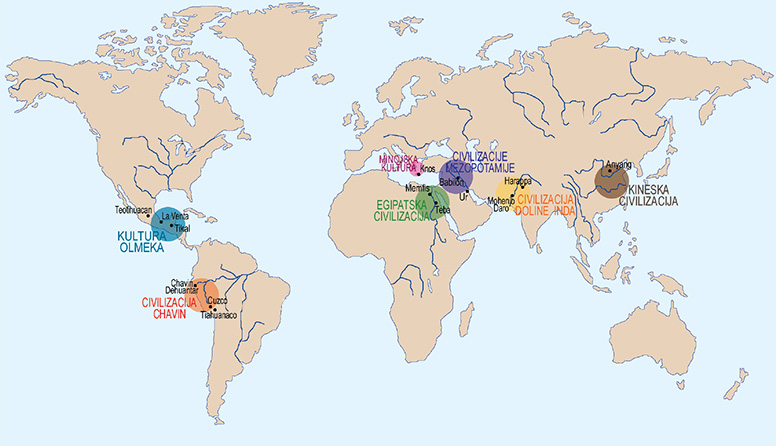 Teotihuacan
La Venta
Tikal
KULTURA
OLMEKA
Chavin
Dehuantar
Cuzco
Tiahuanaco
CIVILIZACIJA
CHAVIN
MINOJSKA
KULTURA
Knos
CIVILIZACIJE
MEZOPOTAMIJE
Babilon
Ur
Memfis
Teba
EGIPATSKA
CIVILIZACIJA
Harappa
Mohenjo
Daro
CIVILIZACIJA
DOLINE INDA
Anyang
KINESKA
CIVILIZACIJA